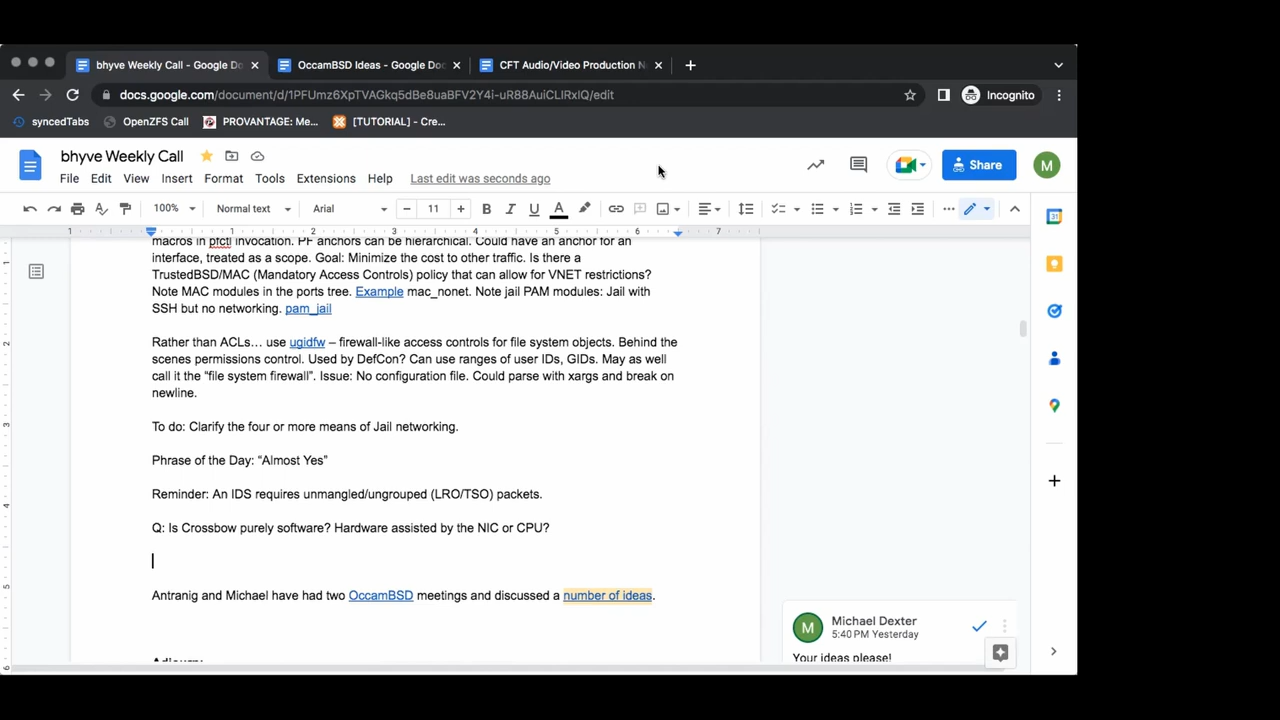 bhyve Weekly Call - Google Do
OccamBSD Ideas - Google Doc
CFT Audio/Video Production N
docs.google.com/document/d/1PFUmz6XpTVAGkq5dBe8uaBFV2Y4i-uR88AuiCLlRxlQ/edit
Incognito
syncedTabs
OpenZFS Call
PROVANTAGE: Me...
[TUTORIAL] - Cre...
bhyve Weekly Call
File Edit View Insert Format Tools Extensions Help Last edit was seconds ago
Share
M
100% Normal text Arial 11
B I U A
1 1 2 3 4 5 6 7
macros in pfctl invocation. PF anchors can be hierarchical. Could have an anchor for an
interface, treated as a scope. Goal: Minimize the cost to other traffic. Is there a
TrustedBSD/MAC (Mandatory Access Controls) policy that can allow for VNET restrictions?
Note MAC modules in the ports tree. Example mac_nonet. Note jail PAM modules: Jail with
SSH but no networking. pam_jail
Rather than ACLs… use ugidfw – firewall-like access controls for file system objects. Behind the
scenes permissions control. Used by DefCon? Can use ranges of user IDs, GIDs. May as well
call it the “file system firewall”. Issue: No configuration file. Could parse with xargs and break on
newline.
To do: Clarify the four or more means of Jail networking.
Phrase of the Day: “Almost Yes”
Reminder: An IDS requires unmangled/ungrouped (LRO/TSO) packets.
Q: Is Crossbow purely software? Hardware assisted by the NIC or CPU?
Antranig and Michael have had two OccamBSD meetings and discussed a number of ideas.
Adjourn:
M
Michael Dexter
5:40 PM Yesterday
Your ideas please!